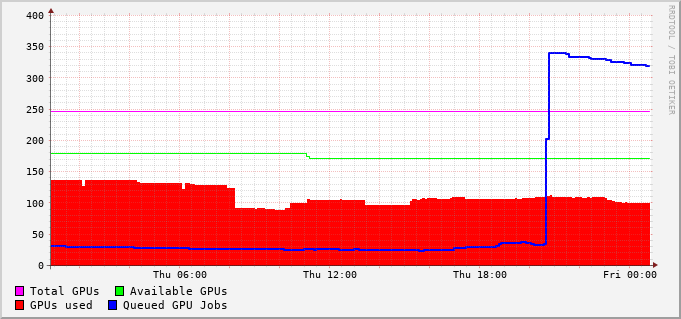 400
350
300
250
200
150
100
50
0
Thu 06:00 Thu 12:00 Thu 18:00 Fri 00:00
Total GPUs Available GPUs
GPUs used Queued GPU Jobs
RRDTOOL / TOBI OETIKER